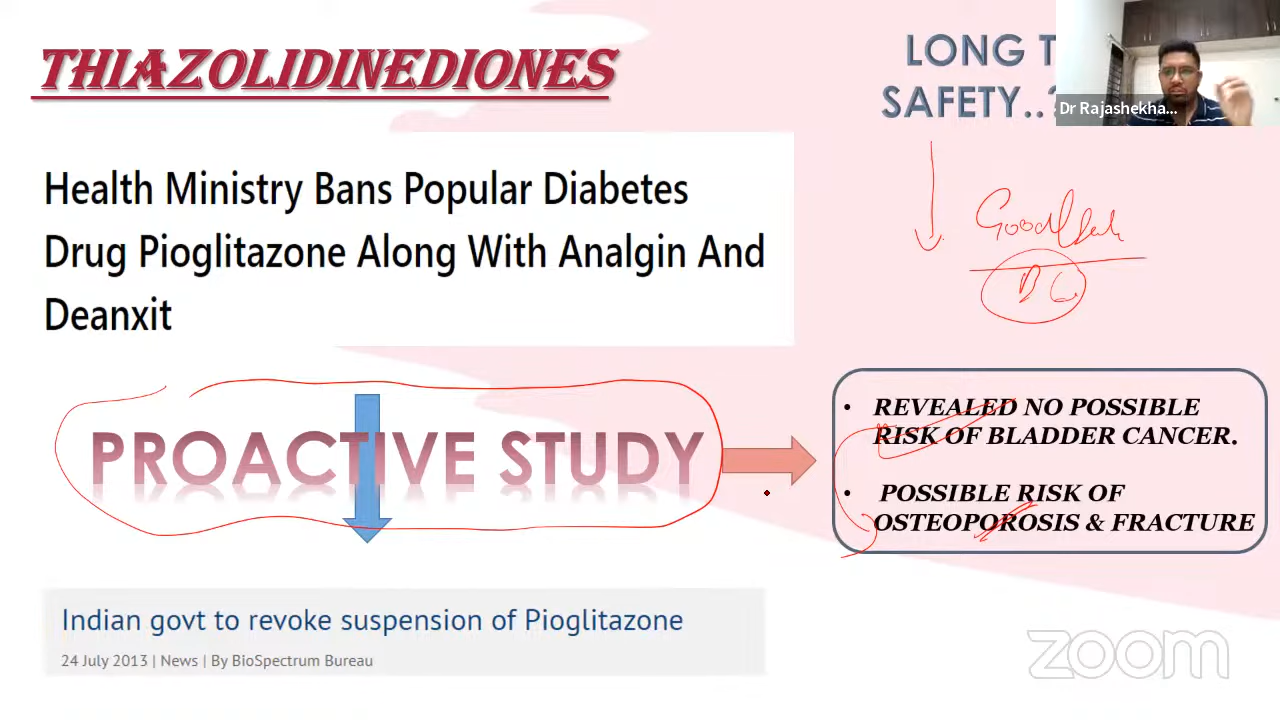 THIAZOLIDINEDIONES
LONG T
SAFETY..?
Dr Rajashekha...
Health Ministry Bans Popular Diabetes
Drug Pioglitazone Along With Analgin And
Deanxit
Good
PROACTIVE STUDY
• REVEALED NO POSSIBLE
RISK OF BLADDER CANCER.
• POSSIBLE RISK OF
OSTEOPOROSIS & FRACTURE
Indian govt to revoke suspension of Pioglitazone
24 July 2013 | News | By BioSpectrum Bureau
zoom